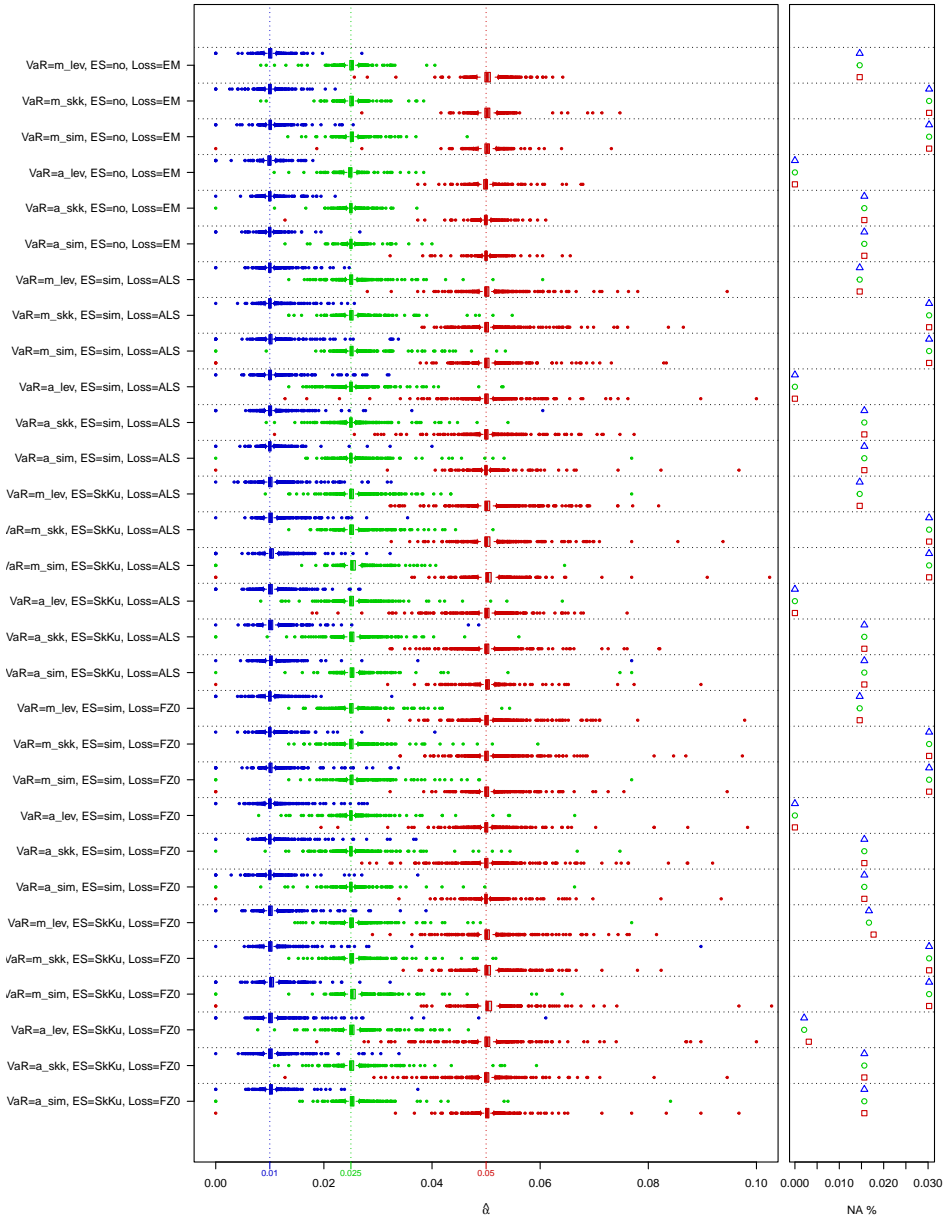 VaR=m_lev, ES=no, Loss=EM
VaR=m_skk, ES=no, Loss=EM
VaR=m_sim, ES=no, Loss=EM
VaR=a_lev, ES=no, Loss=EM
VaR=a_skk, ES=no, Loss=EM
VaR=a_sim, ES=no, Loss=EM
VaR=m_lev, ES=sim, Loss=ALS
VaR=m_skk, ES=sim, Loss=ALS
VaR=m_sim, ES=sim, Loss=ALS
VaR=a_lev, ES=sim, Loss=ALS
VaR=a_skk, ES=sim, Loss=ALS
VaR=a_sim, ES=sim, Loss=ALS
VaR=m_lev, ES=SkKu, Loss=ALS
/aR=m_skk, ES=SkKu, Loss=ALS
/aR=m_sim, ES=SkKu, Loss=ALS
VaR=a_lev, ES=SkKu, Loss=ALS
VaR=a_skk, ES=SkKu, Loss=ALS
VaR=a_sim, ES=SkKu, Loss=ALS
VaR=m_lev, ES=sim, Loss=FZ0
VaR=m_skk, ES=sim, Loss=FZ0
VaR=m_sim, ES=sim, Loss=FZ0
VaR=a_lev, ES=sim, Loss=FZ0
VaR=a_skk, ES=sim, Loss=FZ0
VaR=a_sim, ES=sim, Loss=FZ0
VaR=m_lev, ES=SkKu, Loss=FZ0
/aR=m_skk, ES=SkKu, Loss=FZ0
/aR=m_sim, ES=SkKu, Loss=FZ0
VaR=a_lev, ES=SkKu, Loss=FZ0
VaR=a_skk, ES=SkKu, Loss=FZ0
VaR=a_sim, ES=SkKu, Loss=FZ0
0.01 0.025 0.05
0.00 0.02 0.04 0.06 0.08 0.10
α̂
0.000 0.010 0.020 0.030
NA %